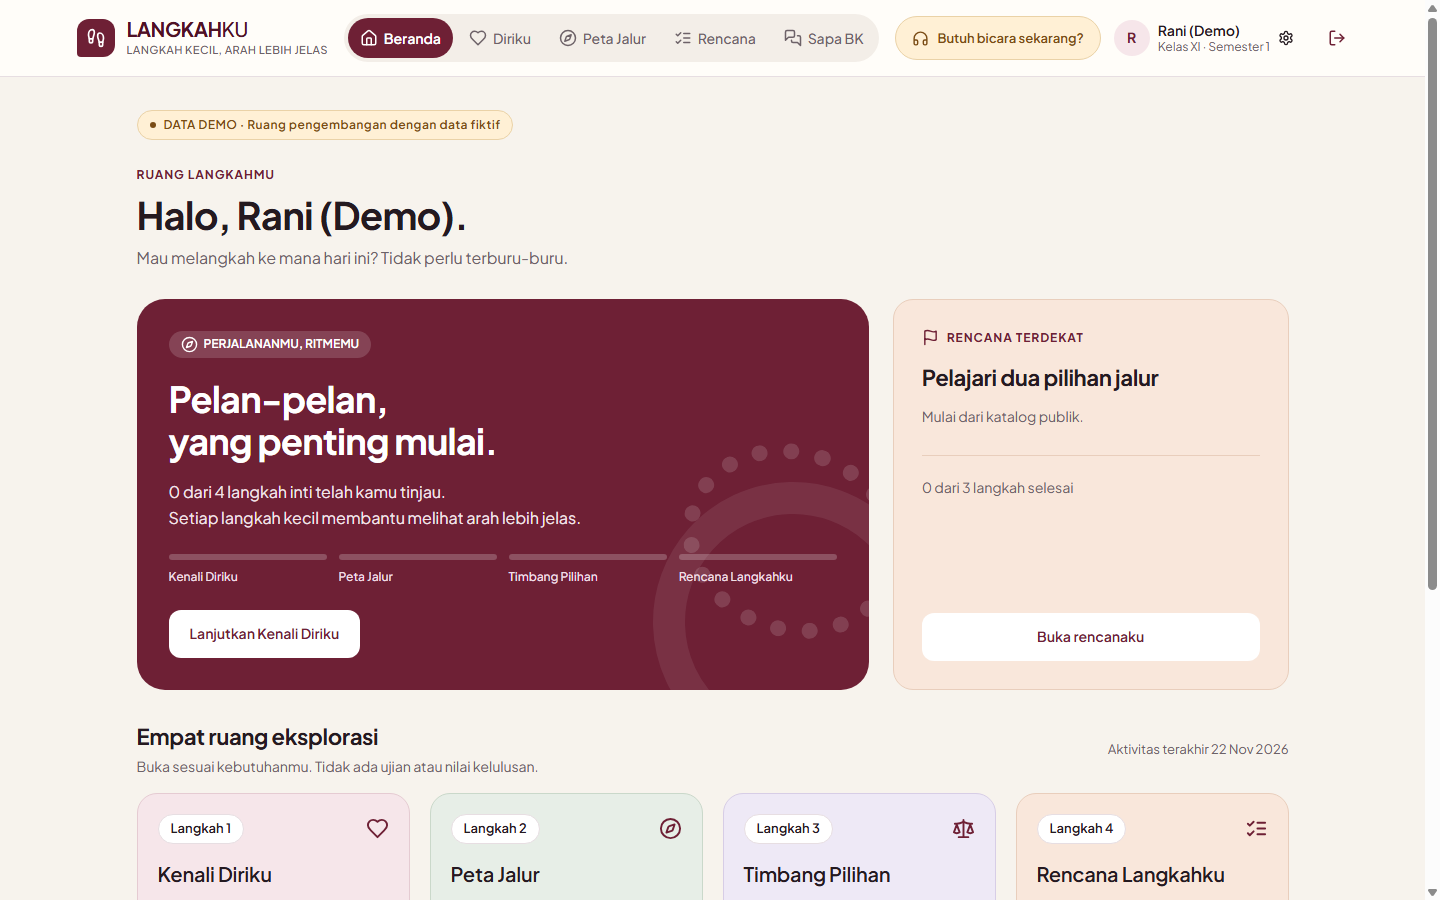 LANGKAHKU
LANGKAH KECIL, ARAH LEBIH JELAS
Beranda
Diriku
Peta Jalur
Rencana
Sapa BK
Butuh bicara sekarang?
R
Rani (Demo)
Kelas XI · Semester 1
DATA DEMO · Ruang pengembangan dengan data fiktif
RUANG LANGKAHMU
Halo, Rani (Demo).
Mau melangkah ke mana hari ini? Tidak perlu terburu-buru.
PERJALANANMU, RITMEMU
Pelan-pelan,
yang penting mulai.
0 dari 4 langkah inti telah kamu tinjau.
Setiap langkah kecil membantu melihat arah lebih jelas.
Kenali Diriku
Peta Jalur
Timbang Pilihan
Rencana Langkahku
Lanjutkan Kenali Diriku
RENCANA TERDEKAT
Pelajari dua pilihan jalur
Mulai dari katalog publik.
0 dari 3 langkah selesai
Buka rencanaku
Empat ruang eksplorasi
Buka sesuai kebutuhanmu. Tidak ada ujian atau nilai kelulusan.
Aktivitas terakhir 22 Nov 2026
Langkah 1
Kenali Diriku
Langkah 2
Peta Jalur
Langkah 3
Timbang Pilihan
Langkah 4
Rencana Langkahku